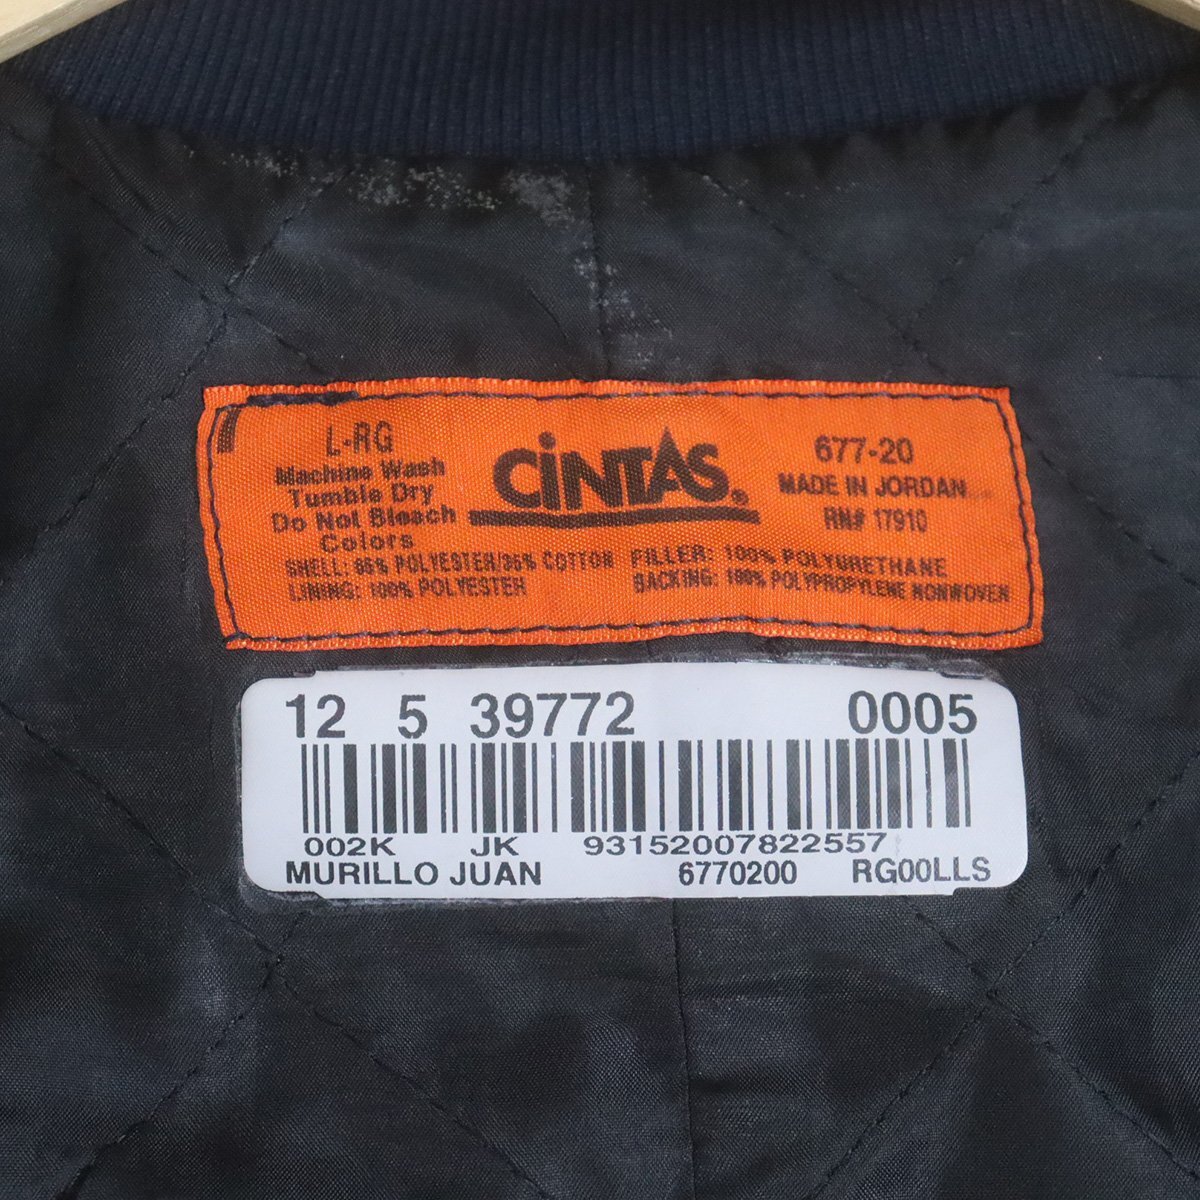 L-RG
Machine Wash
Tumble Dry
Do Not Bleach
Colors
CiNTAS.
677-20
MADE IN JORDAN
RN# 17910
SHELL: 65% POLYESTER/35% COTTON
LINING: 100% POLYESTER
FILLER: 100% POLYURETHANE
BACKING: 100% POLYPROPYLENE NONWOVEN
12 5 39772 0005
002K JK 93152007822557
MURILLO JUAN 6770200 RG00LLS